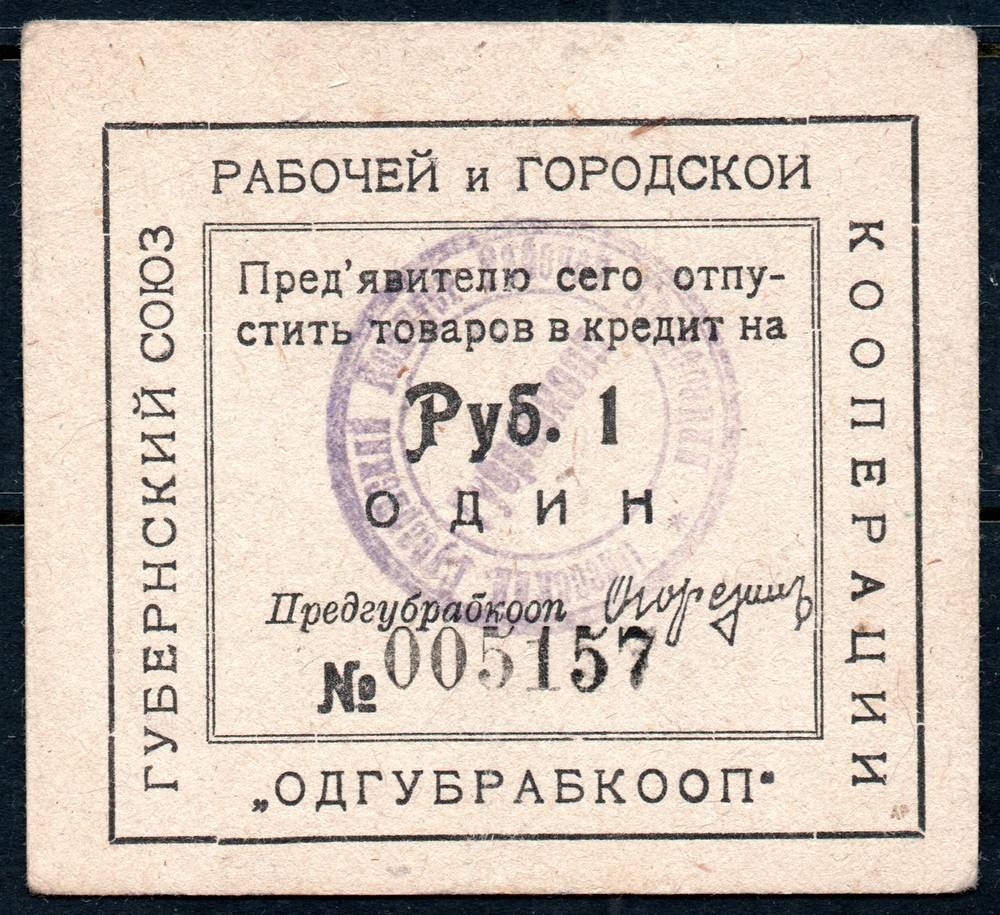 ГУБЕРНСКИЙ СОЮЗ
РАБОЧЕЙ и ГОРОДСКОЙ
КООПЕРАЦИИ
Пред'явителю сего отпу-
стить товаров в кредит на
Руб. 1
ОДИН
Предгубрабкооп
№ 005157
„ОДГУБРАБКООП“